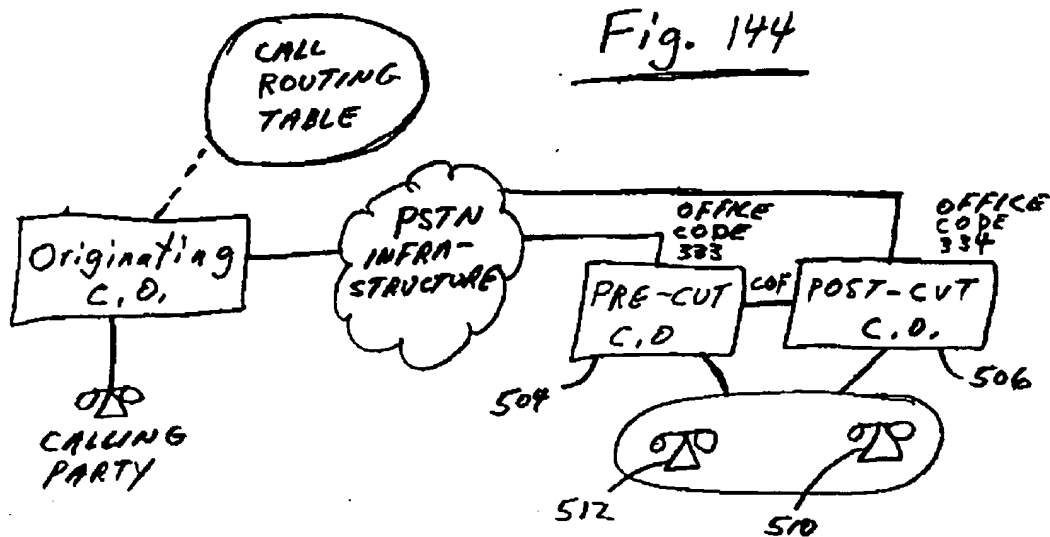 Fig. 144
CALL
ROUTING
TABLE
Originating
C.O.
CALLING
PARTY
PSTN
INFRA-
STRUCTURE
OFFICE
CODE
333
OFFICE
CODE
334
PRE-CUT
C.O
COF
POST-CUT
C.O.
504
506
512
510